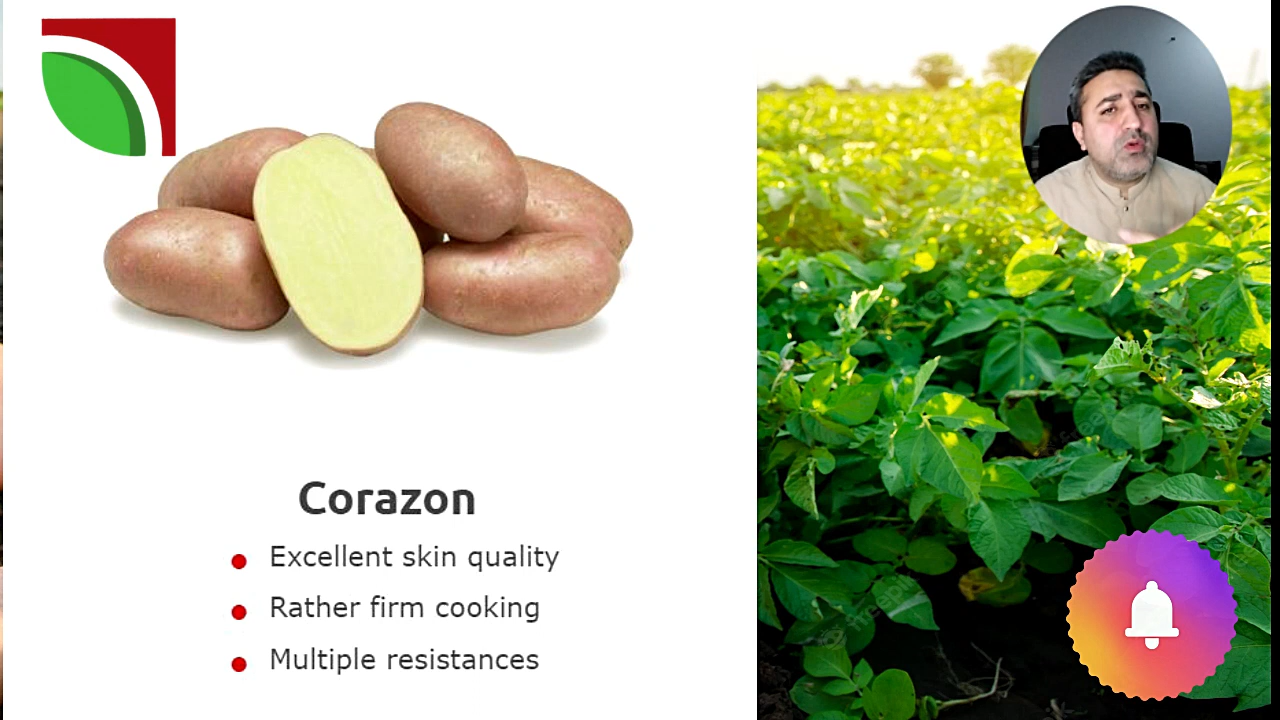 Corazon
Excellent skin quality
Rather firm cooking
Multiple resistances